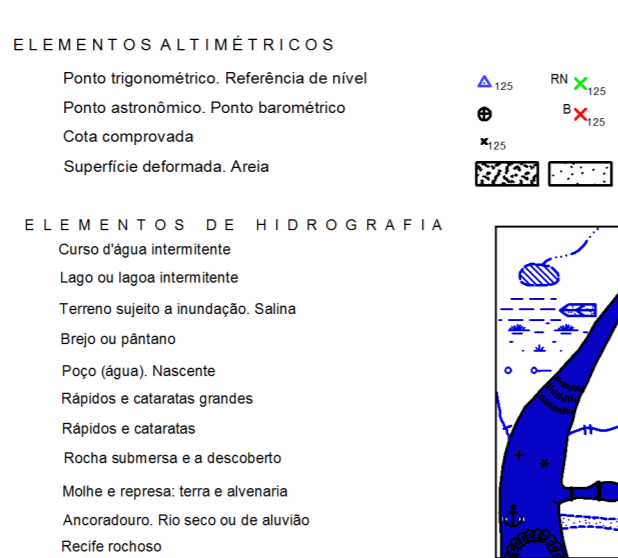 ELEMENTOS ALTIMÉTRICOS
Ponto trigonométrico. Referência de nível 125 RN 125
Ponto astronômico. Ponto barométrico B 125
Cota comprovada 125
Superfície deformada. Areia
ELEMENTOS DE HIDROGRAFIA
Curso d'água intermitente
Lago ou lagoa intermitente
Terreno sujeito a inundação. Salina
Brejo ou pântano
Poço (água). Nascente
Rápidos e cataratas grandes
Rápidos e cataratas
Rocha submersa e a descoberto
Molhe e represa: terra e alvenaria
Ancoradouro. Rio seco ou de aluvião
Recife rochoso